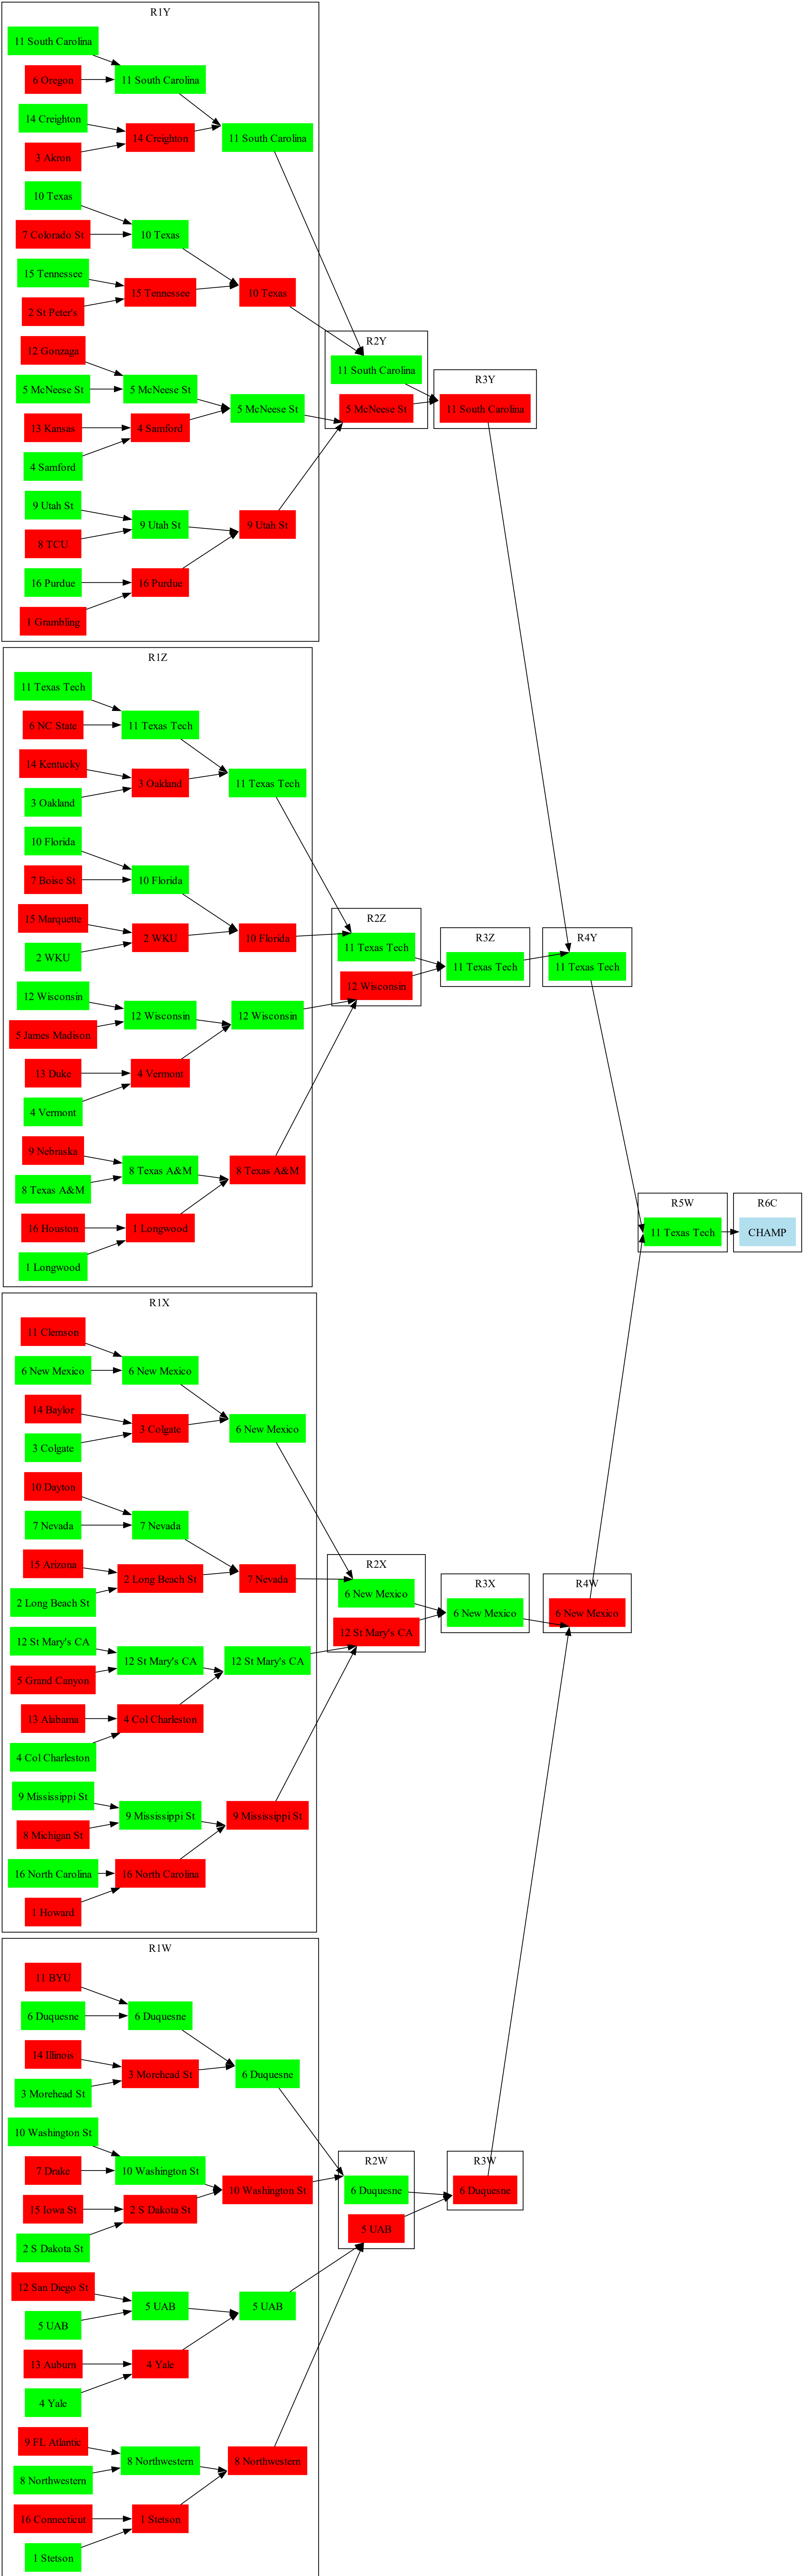 R1Y
11 South Carolina
6 Oregon
11 South Carolina
14 Creighton
3 Akron
14 Creighton
11 South Carolina
10 Texas
7 Colorado St
10 Texas
15 Tennessee
2 St Peter's
15 Tennessee
10 Texas
12 Gonzaga
5 McNeese St
5 McNeese St
13 Kansas
4 Samford
4 Samford
5 McNeese St
9 Utah St
8 TCU
9 Utah St
16 Purdue
1 Grambling
16 Purdue
9 Utah St
R2Y
11 South Carolina
5 McNeese St
R3Y
11 South Carolina
R1Z
11 Texas Tech
6 NC State
11 Texas Tech
14 Kentucky
3 Oakland
3 Oakland
11 Texas Tech
10 Florida
7 Boise St
10 Florida
15 Marquette
2 WKU
2 WKU
10 Florida
12 Wisconsin
5 James Madison
12 Wisconsin
13 Duke
4 Vermont
4 Vermont
12 Wisconsin
9 Nebraska
8 Texas A&M
8 Texas A&M
16 Houston
1 Longwood
1 Longwood
8 Texas A&M
R2Z
11 Texas Tech
12 Wisconsin
R3Z
11 Texas Tech
R4Y
11 Texas Tech
R5W
11 Texas Tech
R6C
CHAMP
R1X
11 Clemson
6 New Mexico
6 New Mexico
14 Baylor
3 Colgate
3 Colgate
6 New Mexico
10 Dayton
7 Nevada
7 Nevada
15 Arizona
2 Long Beach St
2 Long Beach St
7 Nevada
12 St Mary's CA
5 Grand Canyon
12 St Mary's CA
13 Alabama
4 Col Charleston
4 Col Charleston
12 St Mary's CA
9 Mississippi St
8 Michigan St
9 Mississippi St
16 North Carolina
1 Howard
16 North Carolina
9 Mississippi St
R2X
6 New Mexico
12 St Mary's CA
R3X
6 New Mexico
R4W
6 New Mexico
R1W
11 BYU
6 Duquesne
6 Duquesne
14 Illinois
3 Morehead St
3 Morehead St
6 Duquesne
10 Washington St
7 Drake
10 Washington St
15 Iowa St
2 S Dakota St
2 S Dakota St
10 Washington St
12 San Diego St
5 UAB
5 UAB
13 Auburn
4 Yale
4 Yale
5 UAB
9 FL Atlantic
8 Northwestern
8 Northwestern
16 Connecticut
1 Stetson
1 Stetson
8 Northwestern
R2W
6 Duquesne
5 UAB
R3W
6 Duquesne